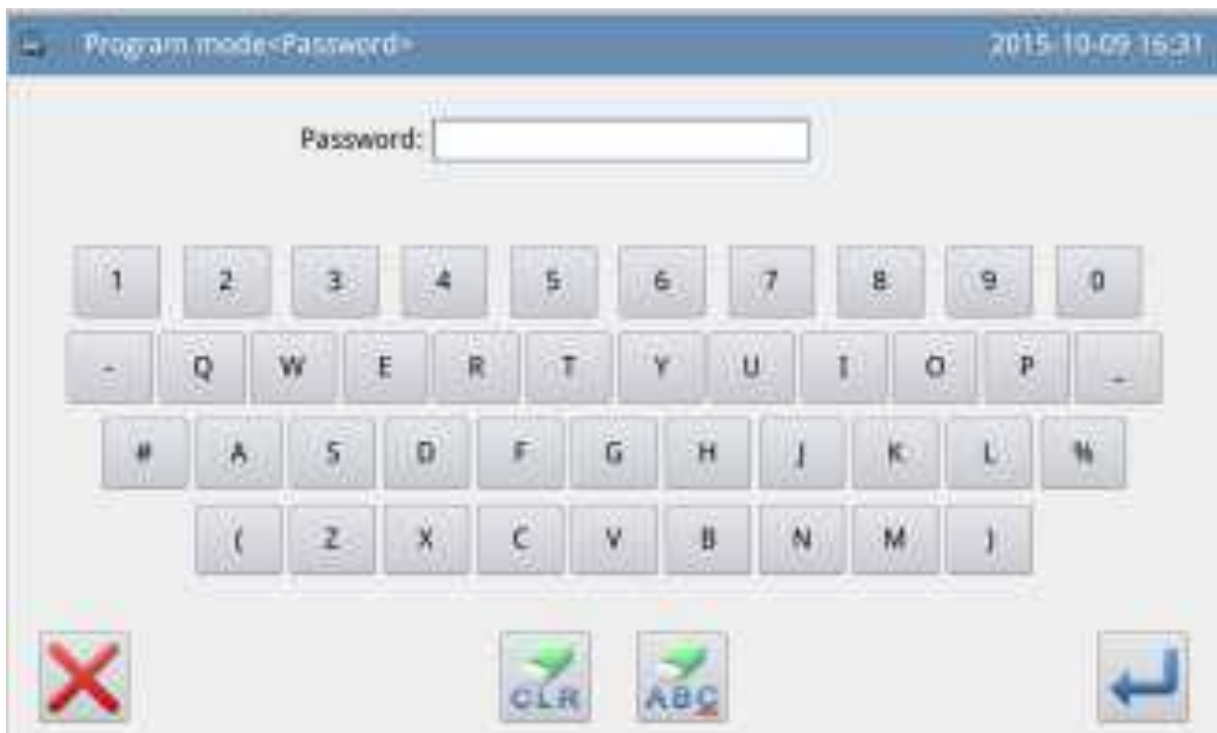 Program mode<Password> 2015-10-09 16:31
Password:
1 2 3 4 5 6 7 8 9 0
- Q W E R T Y U I O P _
# A S D F G H J K L %
( Z X C V B N M )
CLR ABC